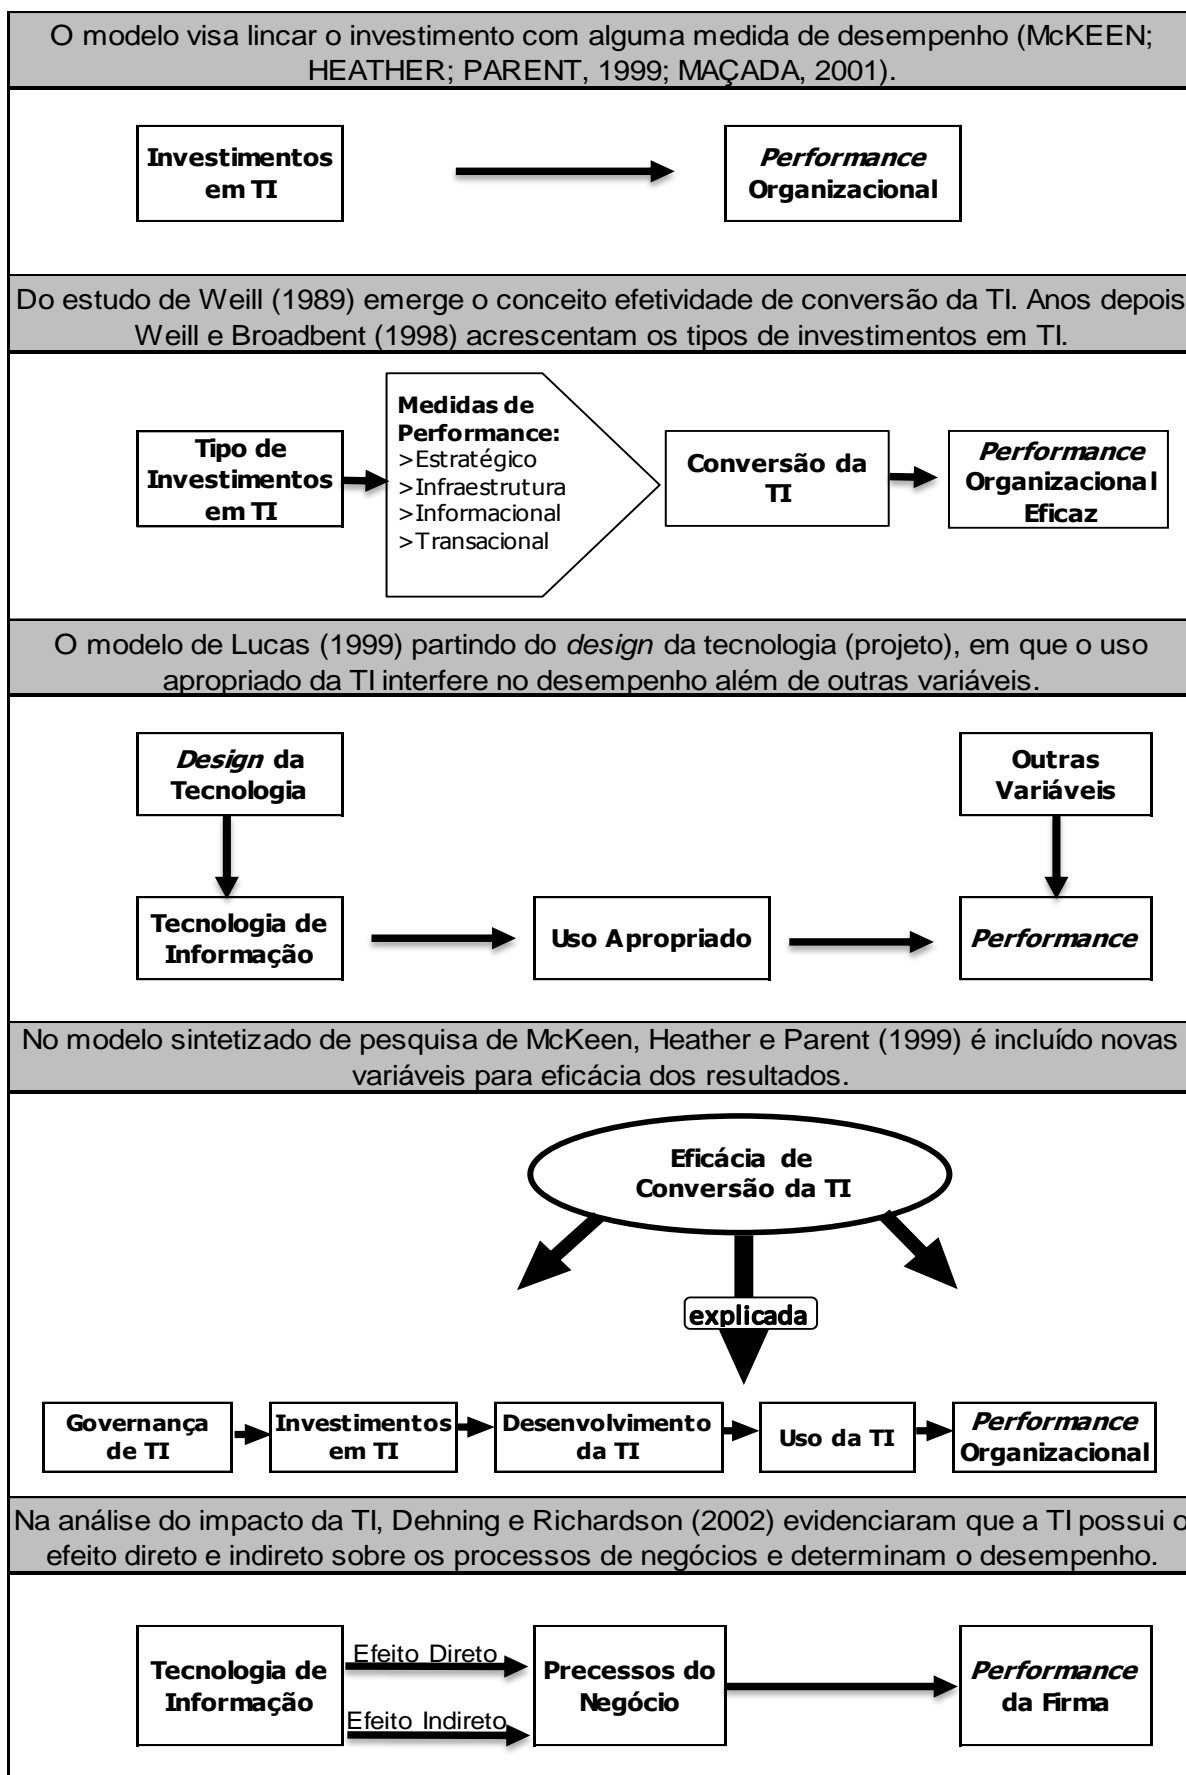 O modelo visa lincar o investimento com alguma medida de desempenho (McKEEN;
HEATHER; PARENT, 1999; MAÇADA, 2001).
Investimentos
em TI
Performance
Organizacional
Do estudo de Weill (1989) emerge o conceito efetividade de conversão da TI. Anos depois
Weill e Broadbent (1998) acrescentam os tipos de investimentos em TI.
Tipo de
Investimentos
em TI
Medidas de
Performance:
>Estratégico
>Infraestrutura
>Informacional
>Transacional
Conversão da
TI
Performance
Organizacional
Eficaz
O modelo de Lucas (1999) partindo do design da tecnologia (projeto), em que o uso
apropriado da TI interfere no desempenho além de outras variáveis.
Design da
Tecnologia
Outras
Variáveis
Tecnologia de
Informação
Uso Apropriado
Performance
No modelo sintetizado de pesquisa de McKeen, Heather e Parent (1999) é incluído novas
variáveis para eficácia dos resultados.
Eficácia de
Conversão da TI
explicada
Governança
de TI
Investimentos
em TI
Desenvolvimento
da TI
Uso da TI
Performance
Organizacional
Na análise do impacto da TI, Dehning e Richardson (2002) evidenciaram que a TI possui o
efeito direto e indireto sobre os processos de negócios e determinam o desempenho.
Tecnologia de
Informação
Efeito Direto
Efeito Indireto
Precessos do
Negócio
Performance
da Firma